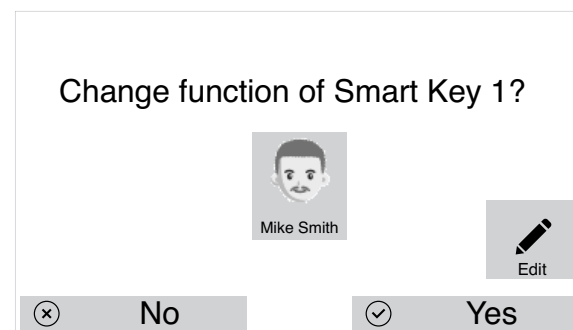 Change function of Smart Key 1?
Mike Smith
Edit
No
Yes